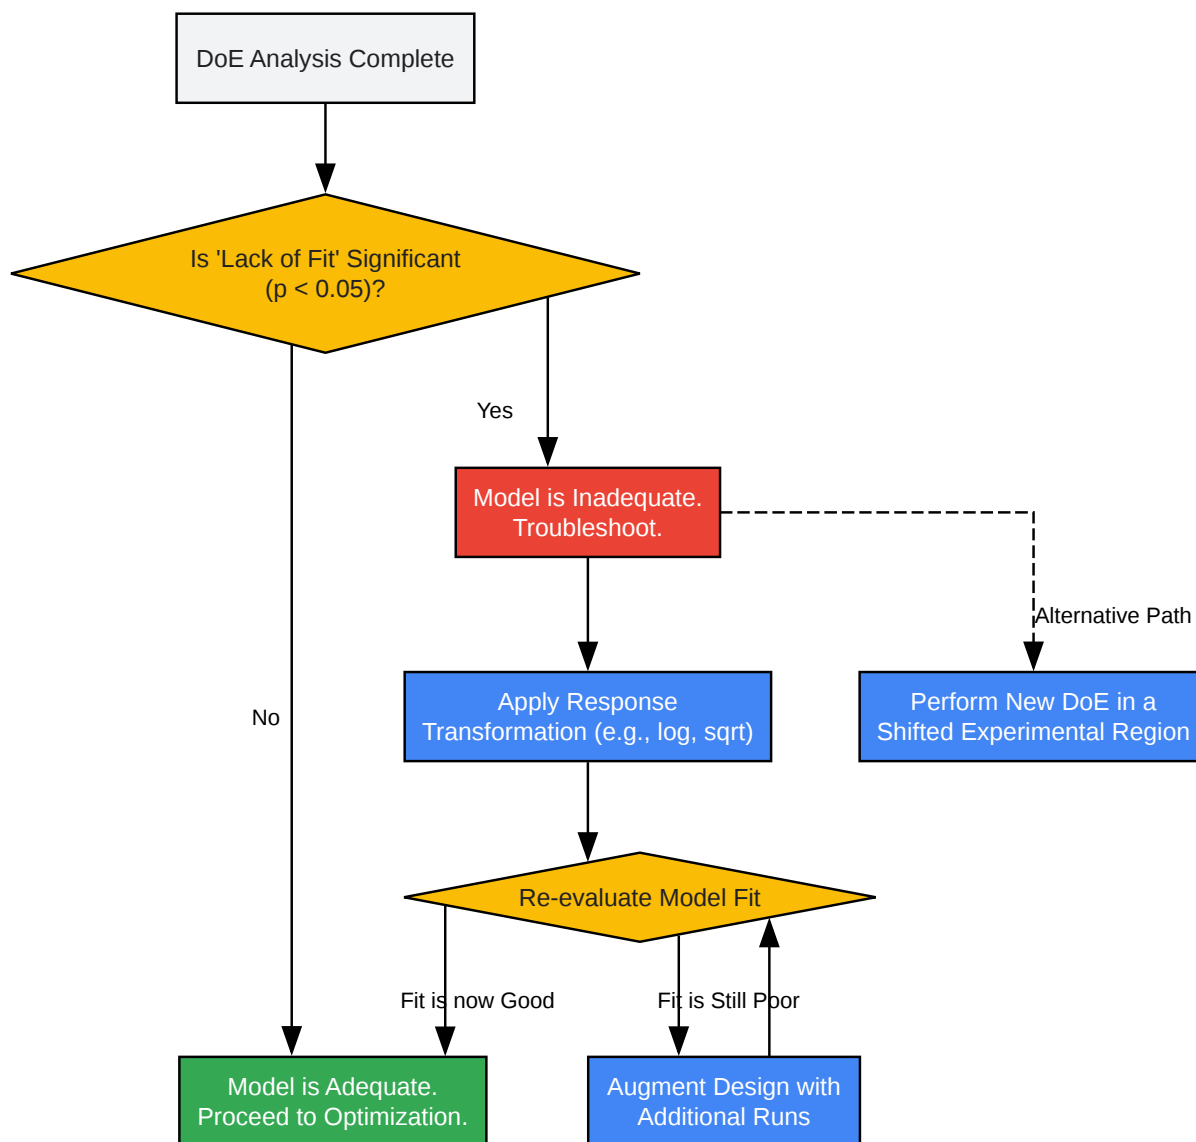 DoE Analysis Complete
Is 'Lack of Fit' Significant
(p < 0.05)?
Yes
Model is Inadequate.
Troubleshoot.
Alternative Path
Apply Response
Transformation (e.g., log, sqrt)
Perform New DoE in a
Shifted Experimental Region
No
Re-evaluate Model Fit
Fit is now Good
Fit is Still Poor
Model is Adequate.
Proceed to Optimization.
Augment Design with
Additional Runs